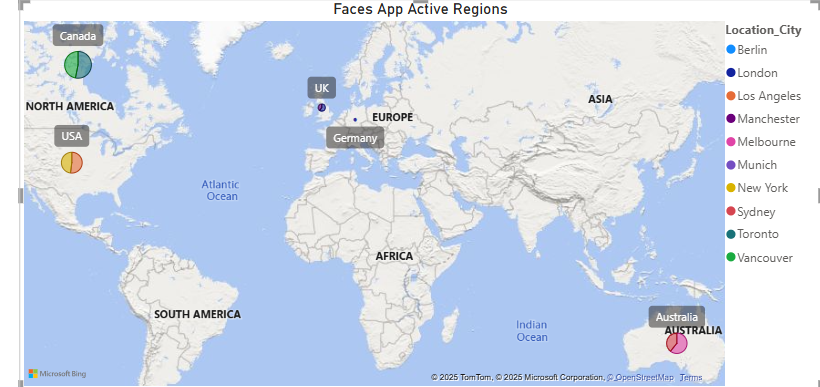 Faces App Active Regions
Canada
NORTH AMERICA
USA
UK
EUROPE
Germany
ASIA
Atlantic
Ocean
AFRICA
SOUTH AMERICA
Indian
Ocean
Australia
AUSTRALIA
Microsoft Bing
© 2025 TomTom, © 2025 Microsoft Corporation, © OpenStreetMap Terms
Location_City
Berlin
London
Los Angeles
Manchester
Melbourne
Munich
New York
Sydney
Toronto
Vancouver